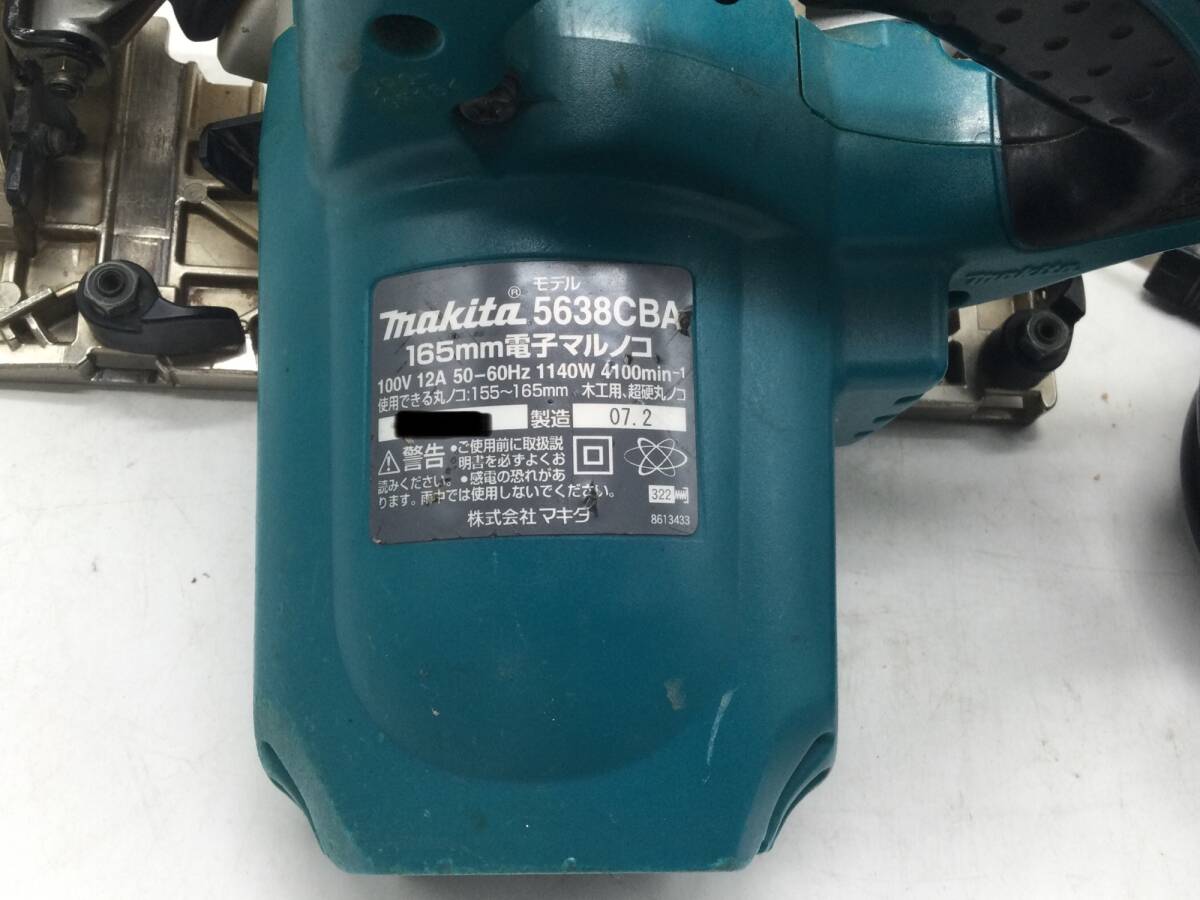 モデル
makita® 5638CBA
165mm電子マルノコ
100V 12A 50-60Hz 1140W 4100min⁻¹
使用できる丸ノコ:155～165mm 木工用、超硬丸ノコ
製造 07.2
警告 •ご使用前に取扱説
明書を必ずよくお
読みください。 •感電の恐れがあ
ります。雨中では使用しないでください。
322
株式会社マキタ 8613433
makita